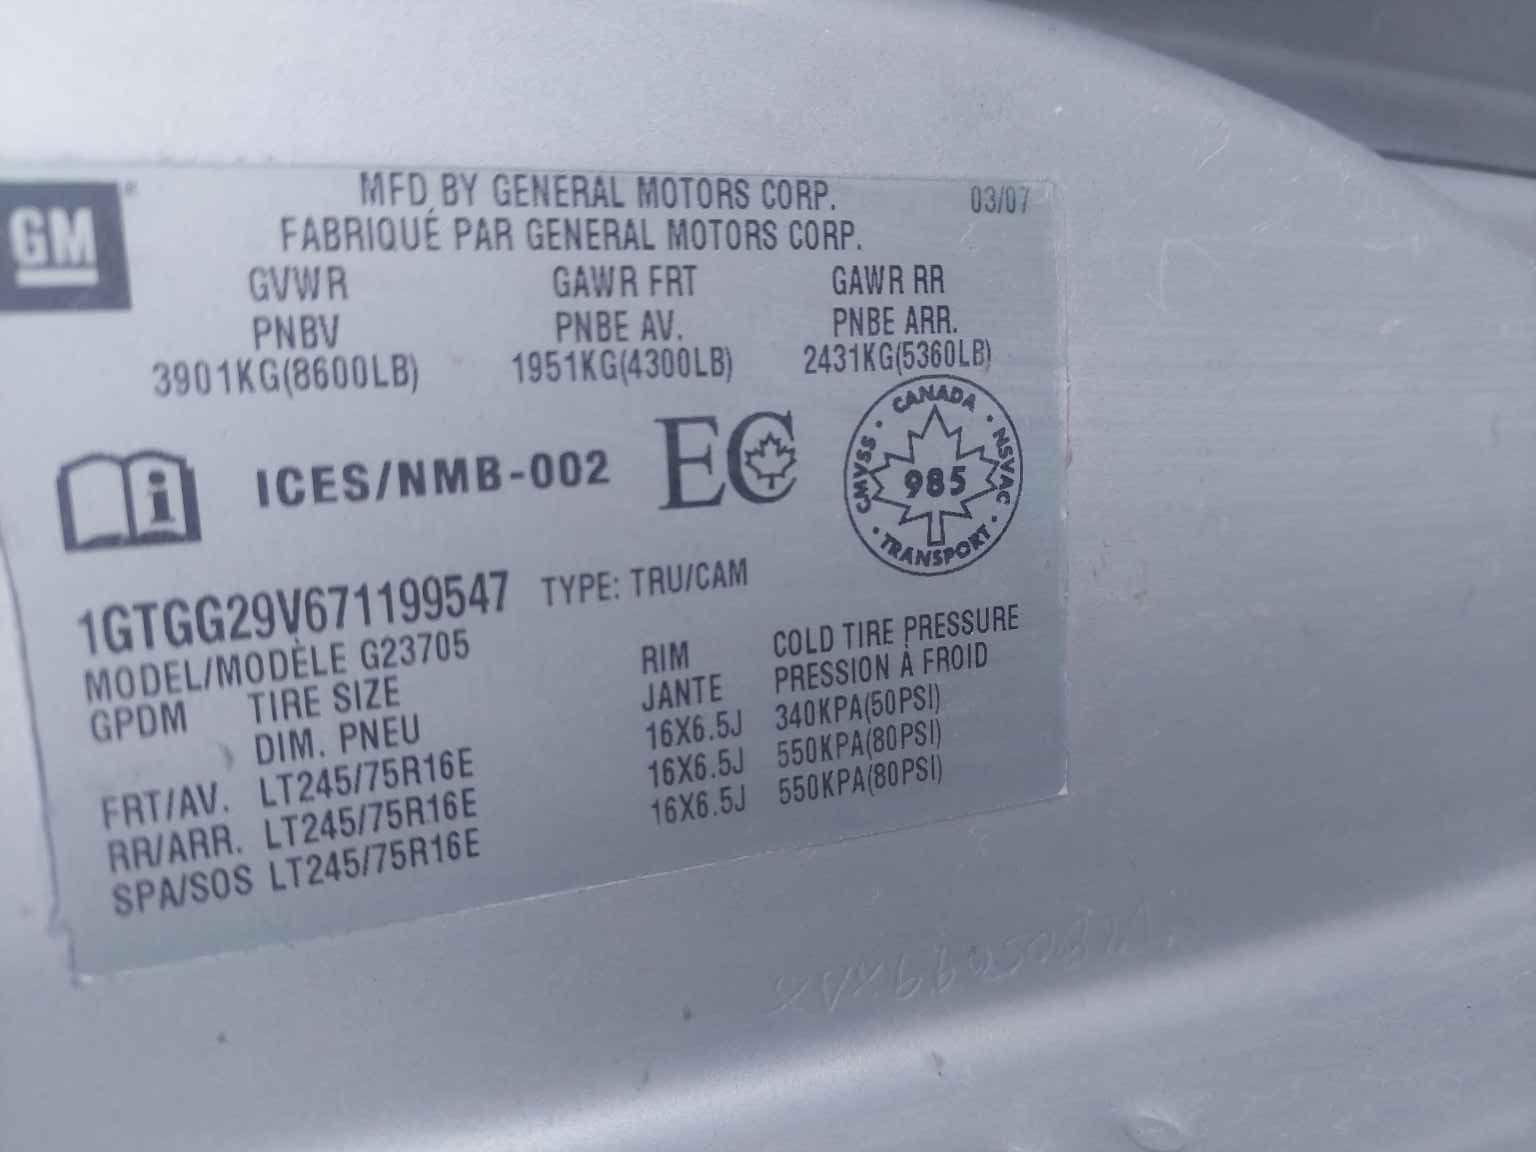 GM
MFD BY GENERAL MOTORS CORP. 03/07
FABRIQUÉ PAR GENERAL MOTORS CORP.
GVWR GAWR FRT GAWR RR
PNBV PNBE AV. PNBE ARR.
3901KG(8600LB) 1951KG(4300LB) 2431KG(5360LB)
ICES/NMB-002 EC
CANADA
CMVSS 985 NSVAC
TRANSPORT
1GTGG29V671199547 TYPE: TRU/CAM
MODEL/MODÈLE G23705
GPDM TIRE SIZE RIM COLD TIRE PRESSURE
DIM. PNEU JANTE PRESSION À FROID
FRT/AV. LT245/75R16E 16X6.5J 340KPA(50PSI)
RR/ARR. LT245/75R16E 16X6.5J 550KPA(80PSI)
SPA/SOS LT245/75R16E 16X6.5J 550KPA(80PSI)